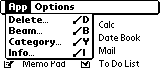 App Options
Delete... /D
Beam... /B
Category... /Y
Info... /I
Calc
Date Book
Mail
Memo Pad
To Do List